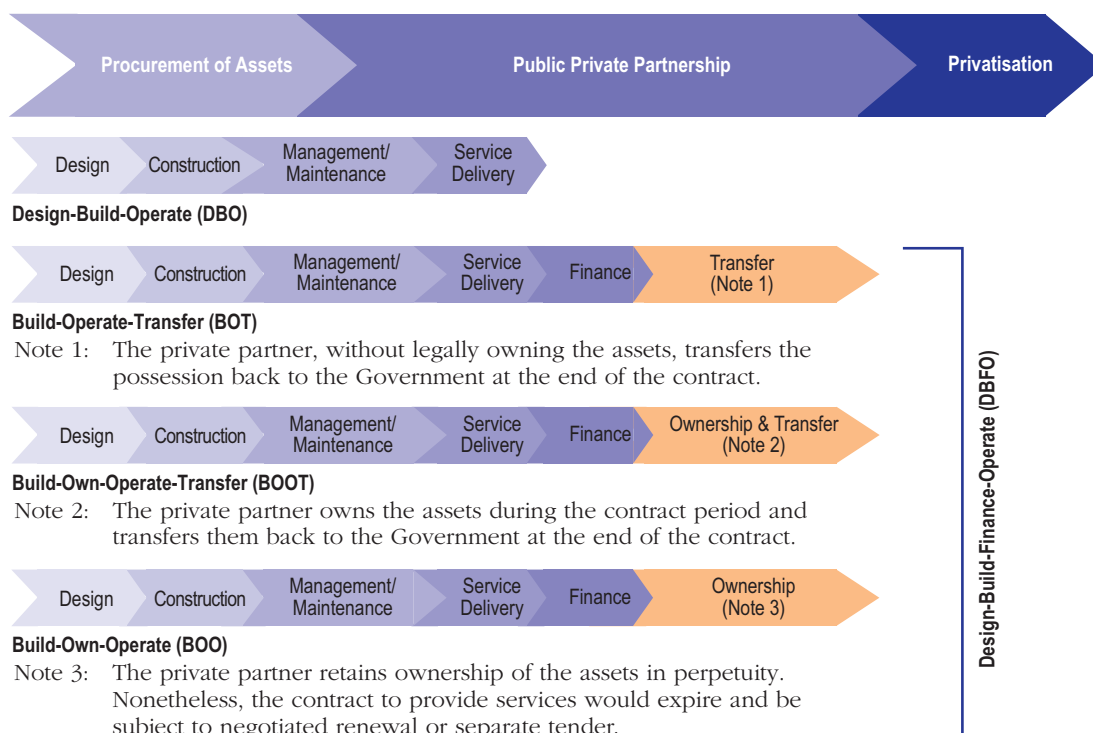 Procurement of Assets Public Private Partnership Privatisation
Design Construction Management/ Maintenance Service Delivery
Design-Build-Operate (DBO)
Design Construction Management/ Maintenance Service Delivery Finance Transfer (Note 1)
Build-Operate-Transfer (BOT)
Note 1: The private partner, without legally owning the assets, transfers the
possession back to the Government at the end of the contract.
Design Construction Management/ Maintenance Service Delivery Finance Ownership & Transfer (Note 2)
Build-Own-Operate-Transfer (BOOT)
Note 2: The private partner owns the assets during the contract period and
transfers them back to the Government at the end of the contract.
Design Construction Management/ Maintenance Service Delivery Finance Ownership (Note 3)
Build-Own-Operate (BOO)
Note 3: The private partner retains ownership of the assets in perpetuity.
Nonetheless, the contract to provide services would expire and be
subject to negotiated renewal or separate tender.
Design-Build-Finance-Operate (DBFO)